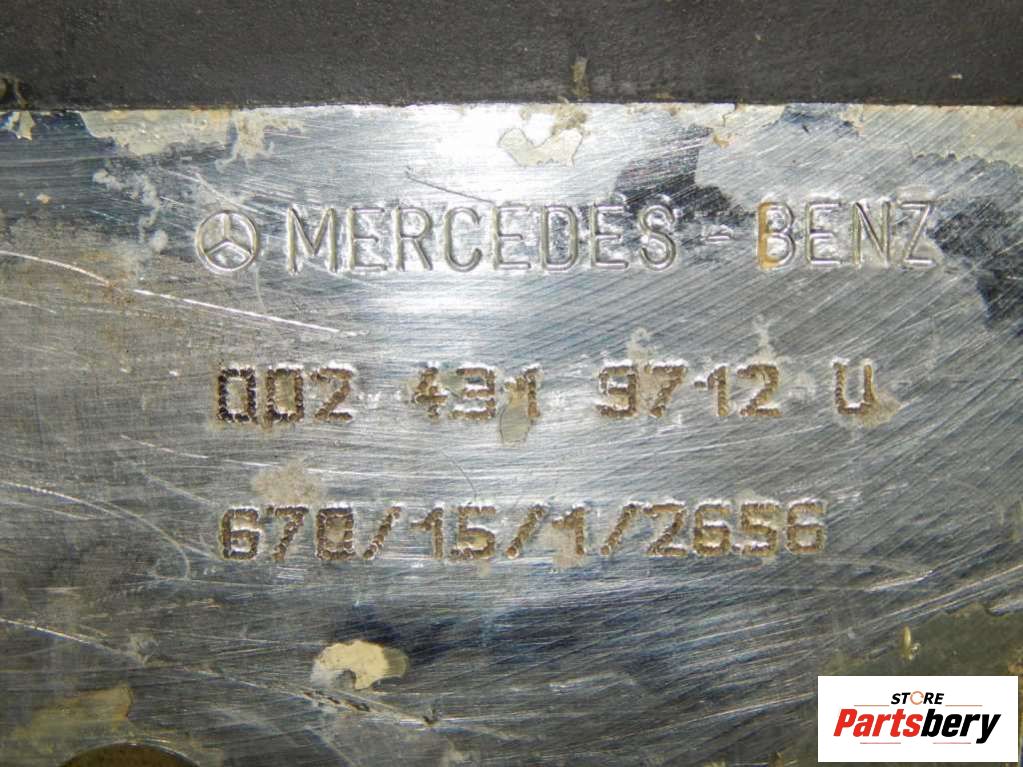 MERCEDES-BENZ
002 431 9712 U
670/15/1/2656
STORE
Partsbery